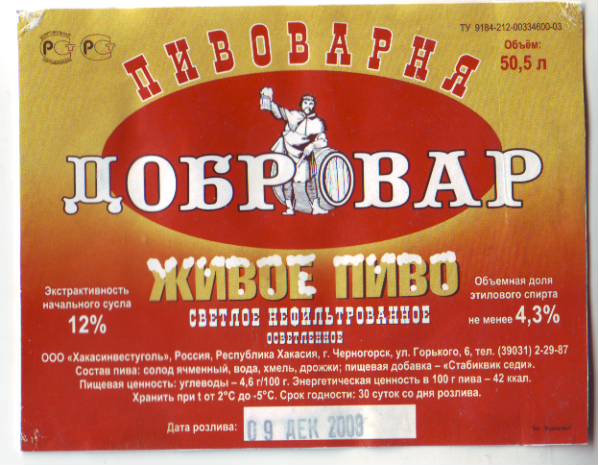 ПИВОВАРНЯ
ТУ 9184-212-00334600-03
Объём:
50,5 л
ДОБРОВАР
ЖИВОЕ ПИВО
СВЕТЛОЕ НЕФИЛЬТРОВАННОЕ
ОСВЕТЛЕННОЕ
Экстрактивность
начального сусла
12%
Объемная доля
этилового спирта
не менее 4,3%
ООО «Хакасинвестуголь», Россия, Республика Хакасия, г. Черногорск, ул. Горького, 6, тел. (39031) 2-29-87
Состав пива: солод ячменный, вода, хмель, дрожжи; пищевая добавка – «Стабиквик седи».
Пищевая ценность: углеводы – 4,6 г/100 г. Энергетическая ценность в 100 г пива – 42 ккал.
Хранить при t от 2°С до -5°С. Срок годности: 30 суток со дня розлива.
Дата розлива: 09 ДЕК 2008